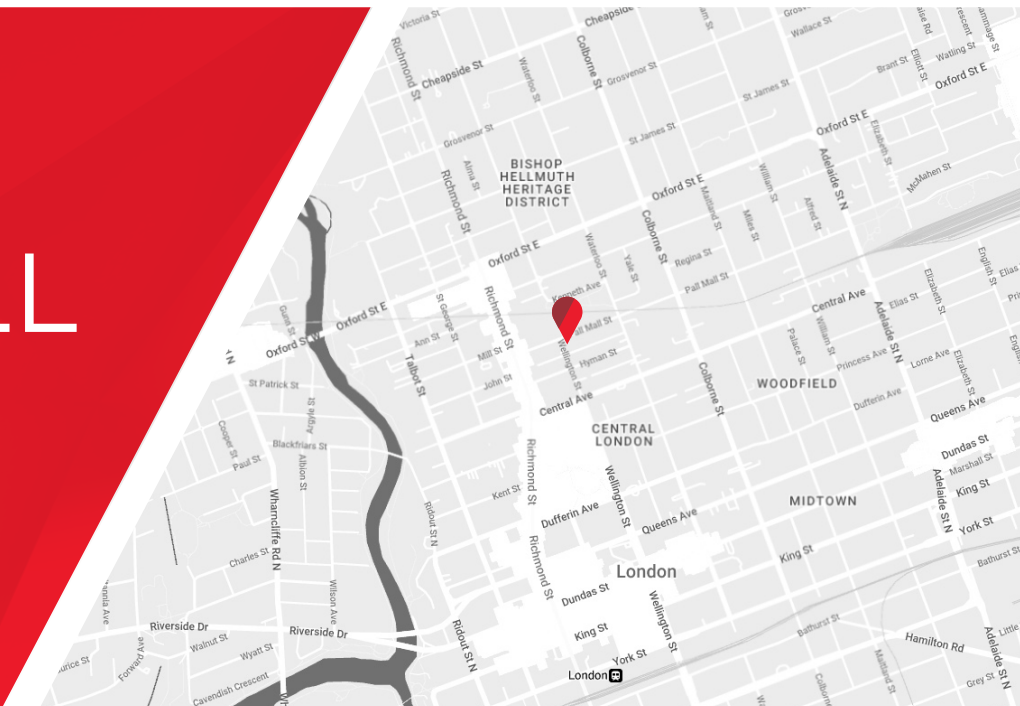 LL
Victoria St
Cheapside St
Richmond St
Cheapside St
Waterloo St
Colborne St
Grosvenor St
Wallace St
Brant St
Elliott St
Watling St
Oxford St E
St James St
Grosvenor St
St James St
Oxford St E
Elizabeth St
Adelaide St N
McMahen St
Alma St
Richmond St
BISHOP
HELLMUTH
HERITAGE
DISTRICT
Oxford St E
Maitland St
William St
Miles St
Alfred St
Colborne St
Waterloo St
Yale St
Regina St
Pall Mall St
Oxford St E
Kenneth Ave
Central Ave
Elias St
Elizabeth St
English St
Elias
Gunn St
Oxford St E
St George St
Richmond St
Oxford St W
Ann St
Mill St
John St
Talbot St
Wellington St
Hyman St
Central Ave
Colborne St
Palace St
William St
Princess Ave
Adelaide St N
Lorne Ave
Elizabeth St
WOODFIELD
Dufferin Ave
Queens Ave
St Patrick St
Argyle St
Cooper St
Blackfriars St
Paul St
Albion St
CENTRAL
LONDON
Dundas St
Marshall St
King St
Adelaide St N
York St
MIDTOWN
Richmond St
Kent St
Wellington St
Dufferin Ave
Queens Ave
Wharncliffe Rd N
Ridout St N
Charles St
Richmond St
King St
Bathurst St
London
Dundas St
Wilson Ave
Wellington St
King St
York St
Bathurst St
Hamilton Rd
Adelaide St N
Little
Riverside Dr
Riverside Dr
Walnut St
Wyatt St
Forward Ave
Cavendish Crescent
Ridout St N
London
Maitland St
Grey St